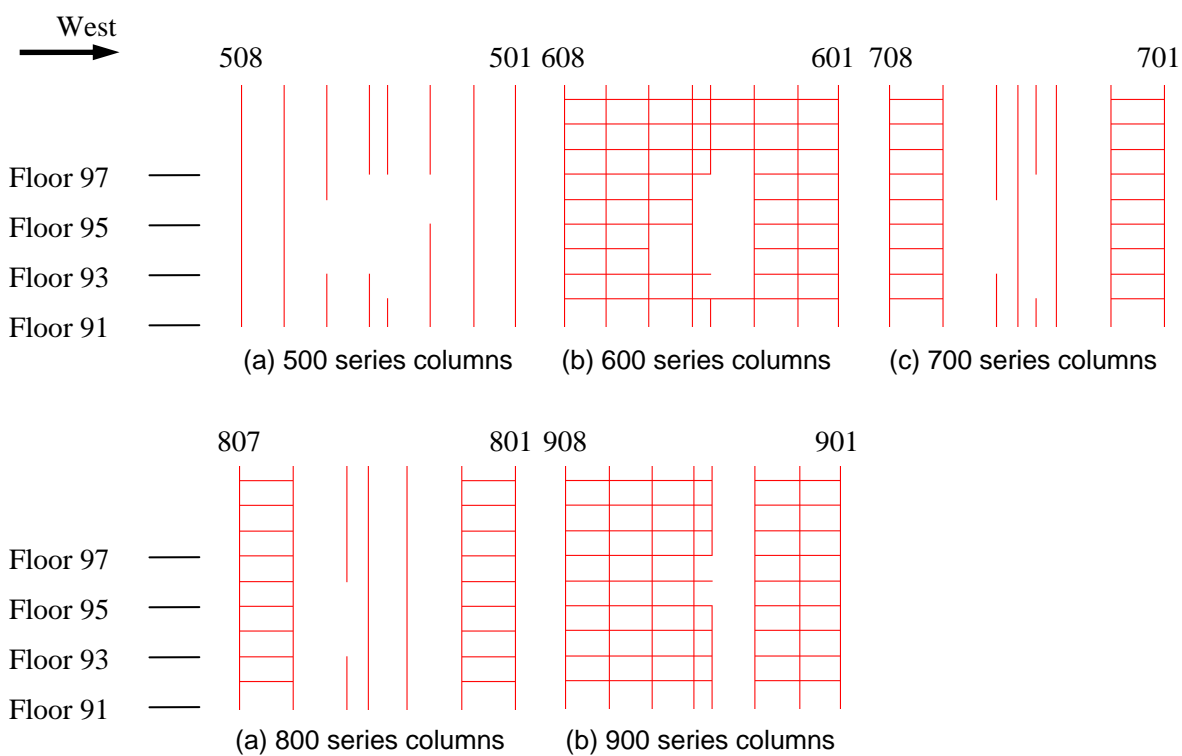 West
508 501 608 601 708 701
Floor 97
Floor 95
Floor 93
Floor 91
(a) 500 series columns (b) 600 series columns (c) 700 series columns
807 801 908 901
Floor 97
Floor 95
Floor 93
Floor 91
(a) 800 series columns (b) 900 series columns